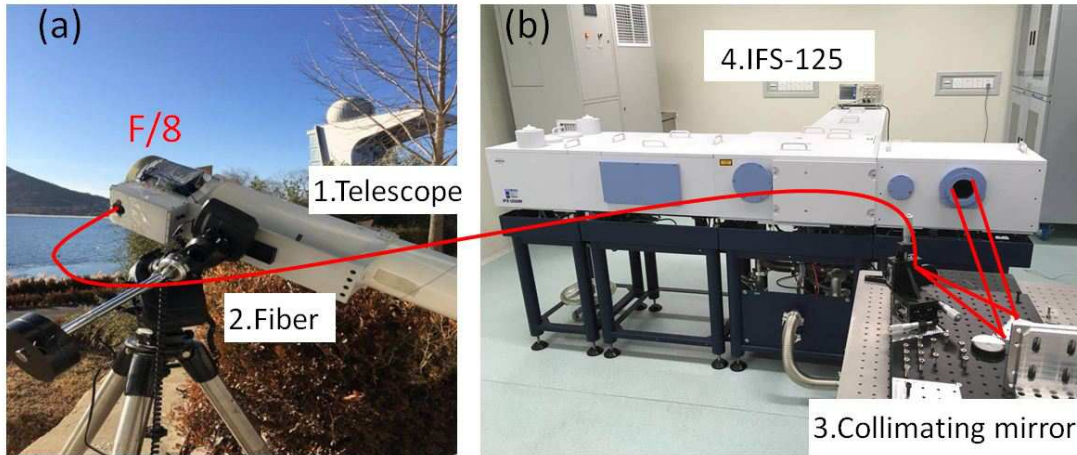 (a)
F/8
1.Telescope
2.Fiber
(b)
4.IFS-125
3.Collimating mirror